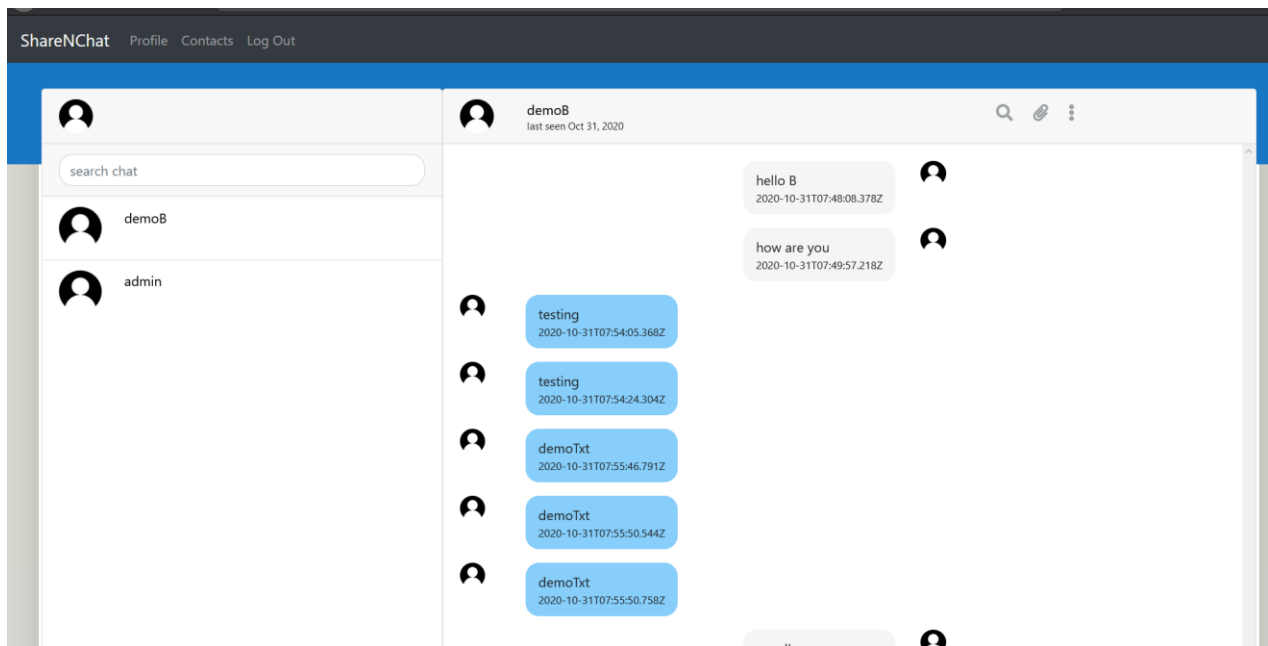 ShareNChat Profile Contacts Log Out
demoB
last seen Oct 31, 2020
search chat
demoB
admin
hello B
2020-10-31T07:48:08.378Z
how are you
2020-10-31T07:49:57.218Z
testing
2020-10-31T07:54:05.368Z
testing
2020-10-31T07:54:24.304Z
demoTxt
2020-10-31T07:55:46.791Z
demoTxt
2020-10-31T07:55:50.544Z
demoTxt
2020-10-31T07:55:50.758Z